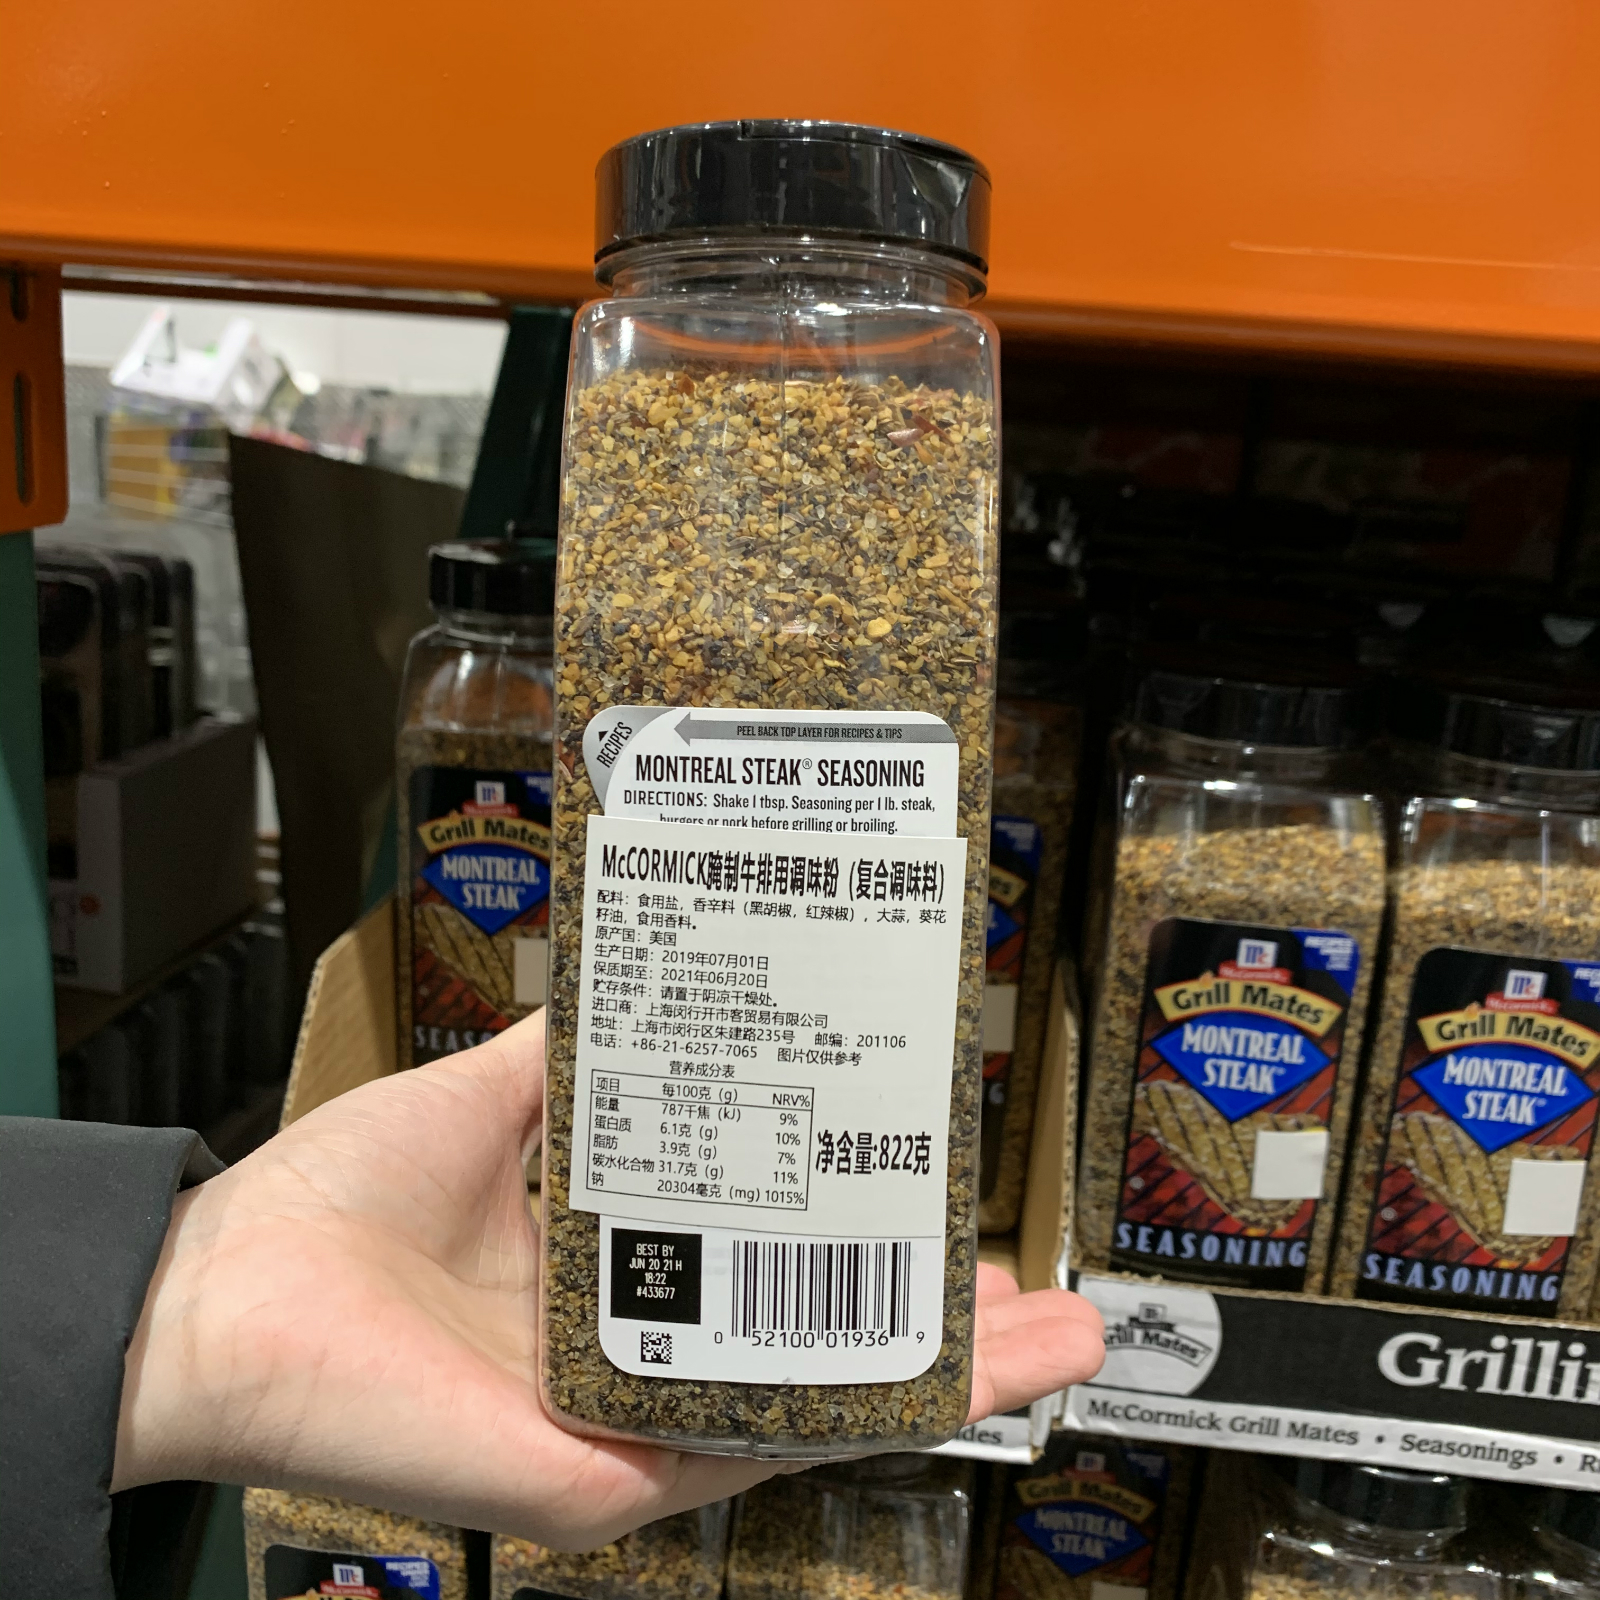 RECIPES
PEEL BACK TOP LAYER FOR RECIPES & TIPS
MONTREAL STEAK® SEASONING
DIRECTIONS: Shake 1 tbsp. Seasoning per 1 lb. steak,
burgers or pork before grilling or broiling.
McCORMICK腌制牛排用调味粉 (复合调味料)
配料：食用盐，香辛料（黑胡椒，红辣椒），大蒜，葵花
籽油，食用香料。
原产国：美国
生产日期：2019年07月01日
保质期至：2021年06月20日
贮存条件：请置于阴凉干燥处。
进口商：上海闵行开市客贸易有限公司
地址：上海市闵行区朱建路235号 邮编：201106
电话：+86-21-6257-7065 图片仅供参考
营养成分表
项目 每100克（g） NRV%
能量 787千焦（kJ） 9%
蛋白质 6.1克（g） 10%
脂肪 3.9克（g） 7%
碳水化合物 31.7克（g） 11%
钠 20304毫克（mg） 1015%
净含量:822克
BEST BY
JUN 20 21 H
18:22
#433677
0 52100 01936 9
Grill Mates
MONTREAL
STEAK
SEAS
McCormick
Grill Mates
MONTREAL
STEAK
SEASONING
McCormick
Grill Mates
MONTREAL
STEAK
SEASONING
Grill Mates
Grilli
McCormick Grill Mates • Seasonings •
Grill Mates
MONTREAL
STEAK
McCormick